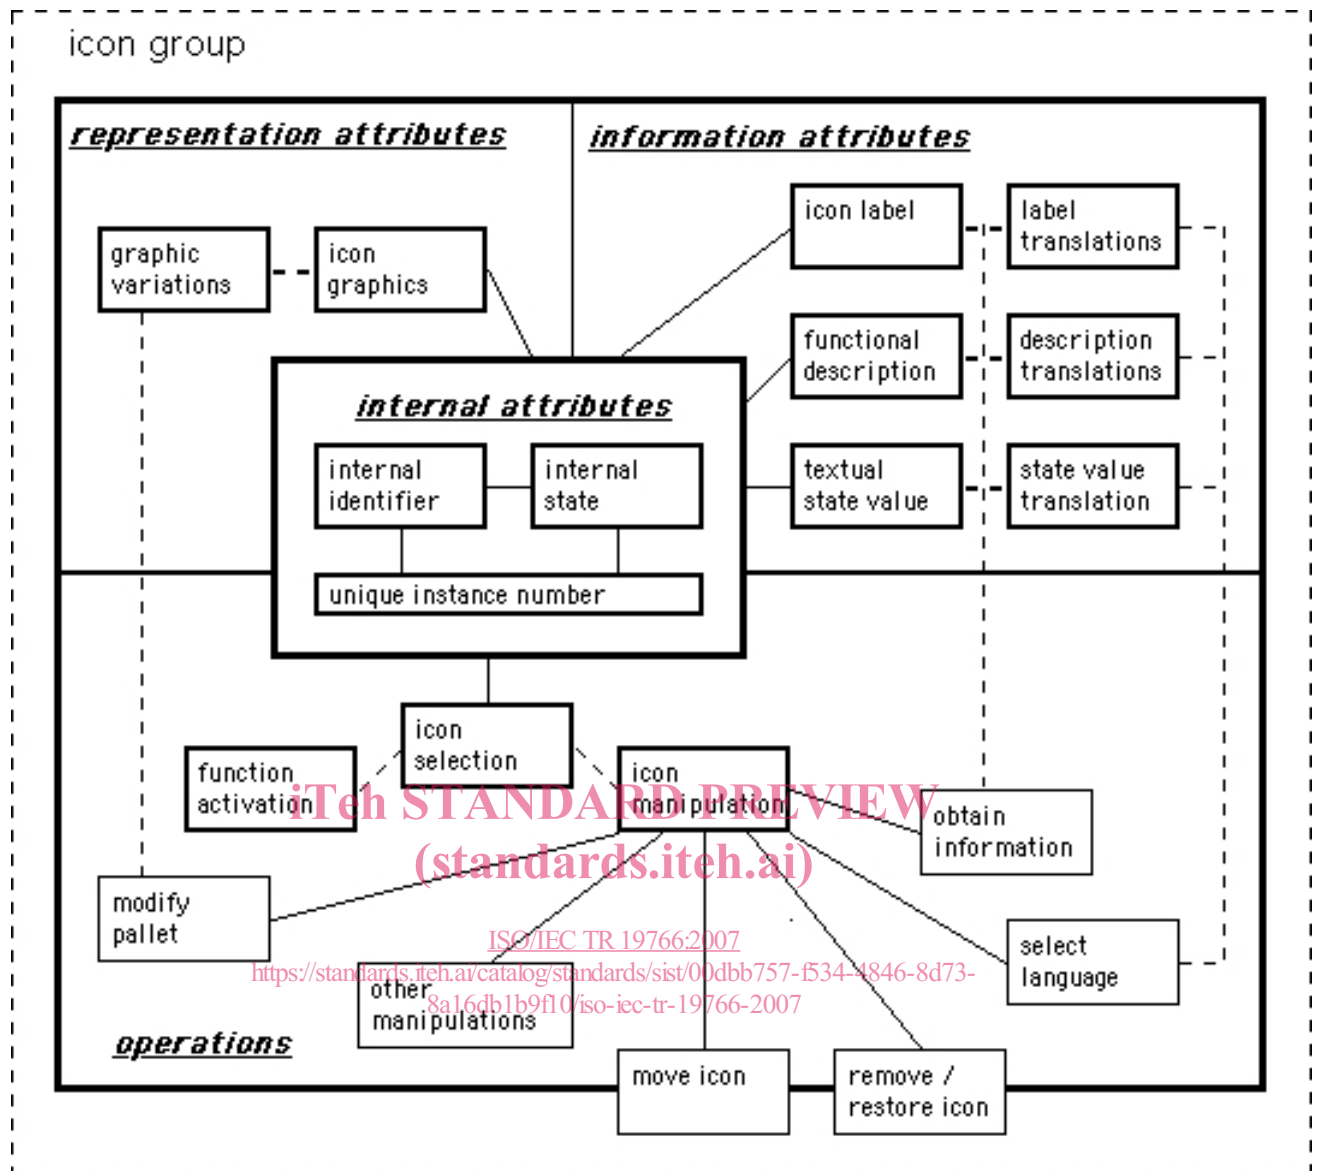 icon group
representation attributes
information attributes
icon label
label
translations
graphic
variations
icon
graphics
functional
description
description
translations
internal attributes
internal
identifier
internal
state
textual
state value
state value
translation
unique instance number
icon
selection
function
activation
icon
manipulation
obtain
information
iTeh STANDARD PREVIEW
(standards.iteh.ai)
modify
pallet
select
language
ISO/IEC TR 19766:2007
https://standards.iteh.ai/catalog/standards/sist/00dbb757-f534-4846-8d73-
8a16db1b9f10/iso-iec-tr-19766-2007
other
manipulations
operations
move icon
remove /
restore icon